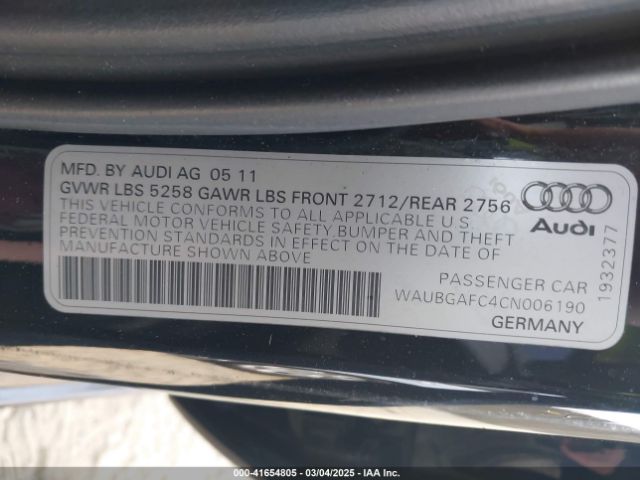 MFD. BY AUDI AG 05 11
GVWR LBS 5258 GAWR LBS FRONT 2712/REAR 2756
THIS VEHICLE CONFORMS TO ALL APPLICABLE U S
FEDERAL MOTOR VEHICLE SAFETY BUMPER AND THEFT
PREVENTION STANDARDS IN EFFECT ON THE DATE OF
MANUFACTURE SHOWN ABOVE
Audi
PASSENGER CAR
WAUBGAFC4CN006190
GERMANY
1932377
000-41654805 - 03/04/2025 - IAA Inc.